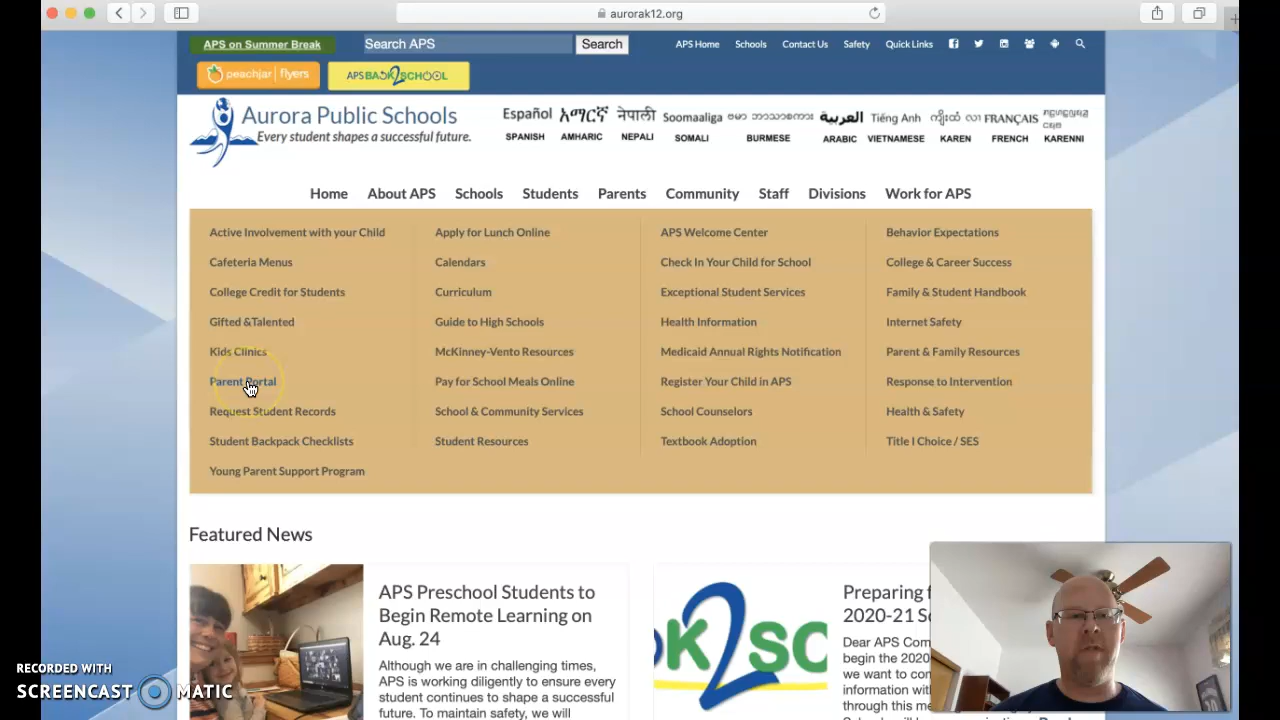 aurorak12.org
APS on Summer Break
Search APS
Search
APS Home
Schools
Contact Us
Safety
Quick Links
peachjar flyers
APS BACK2SCHOOL
Aurora Public Schools
Every student shapes a successful future.
Español
አማርኛ
नेपाली
Soomaaliga
ဗမာ ဘာသာစကား
العربية
Tiếng Anh
FRANÇAIS
SPANISH
AMHARIC
NEPALI
SOMALI
BURMESE
ARABIC
VIETNAMESE
KAREN
FRENCH
KARENNI
Home
About APS
Schools
Students
Parents
Community
Staff
Divisions
Work for APS
Active Involvement with your Child
Apply for Lunch Online
APS Welcome Center
Behavior Expectations
Cafeteria Menus
Calendars
Check In Your Child for School
College & Career Success
College Credit for Students
Curriculum
Exceptional Student Services
Family & Student Handbook
Gifted &Talented
Guide to High Schools
Health Information
Internet Safety
Kids Clinics
McKinney-Vento Resources
Medicaid Annual Rights Notification
Parent & Family Resources
Parent Portal
Pay for School Meals Online
Register Your Child in APS
Response to Intervention
Request Student Records
School & Community Services
School Counselors
Health & Safety
Student Backpack Checklists
Student Resources
Textbook Adoption
Title I Choice / SES
Young Parent Support Program
Featured News
APS Preschool Students to
Begin Remote Learning on
Aug. 24
Although we are in challenging times,
APS is working diligently to ensure every
student continues to shape a successful
future. To maintain safety, we will
K2SC
Preparing
2020-21 S
Dear APS Com
begin the 2020
we want to con
information with
through this me
RECORDED WITH
SCREENCAST MATIC